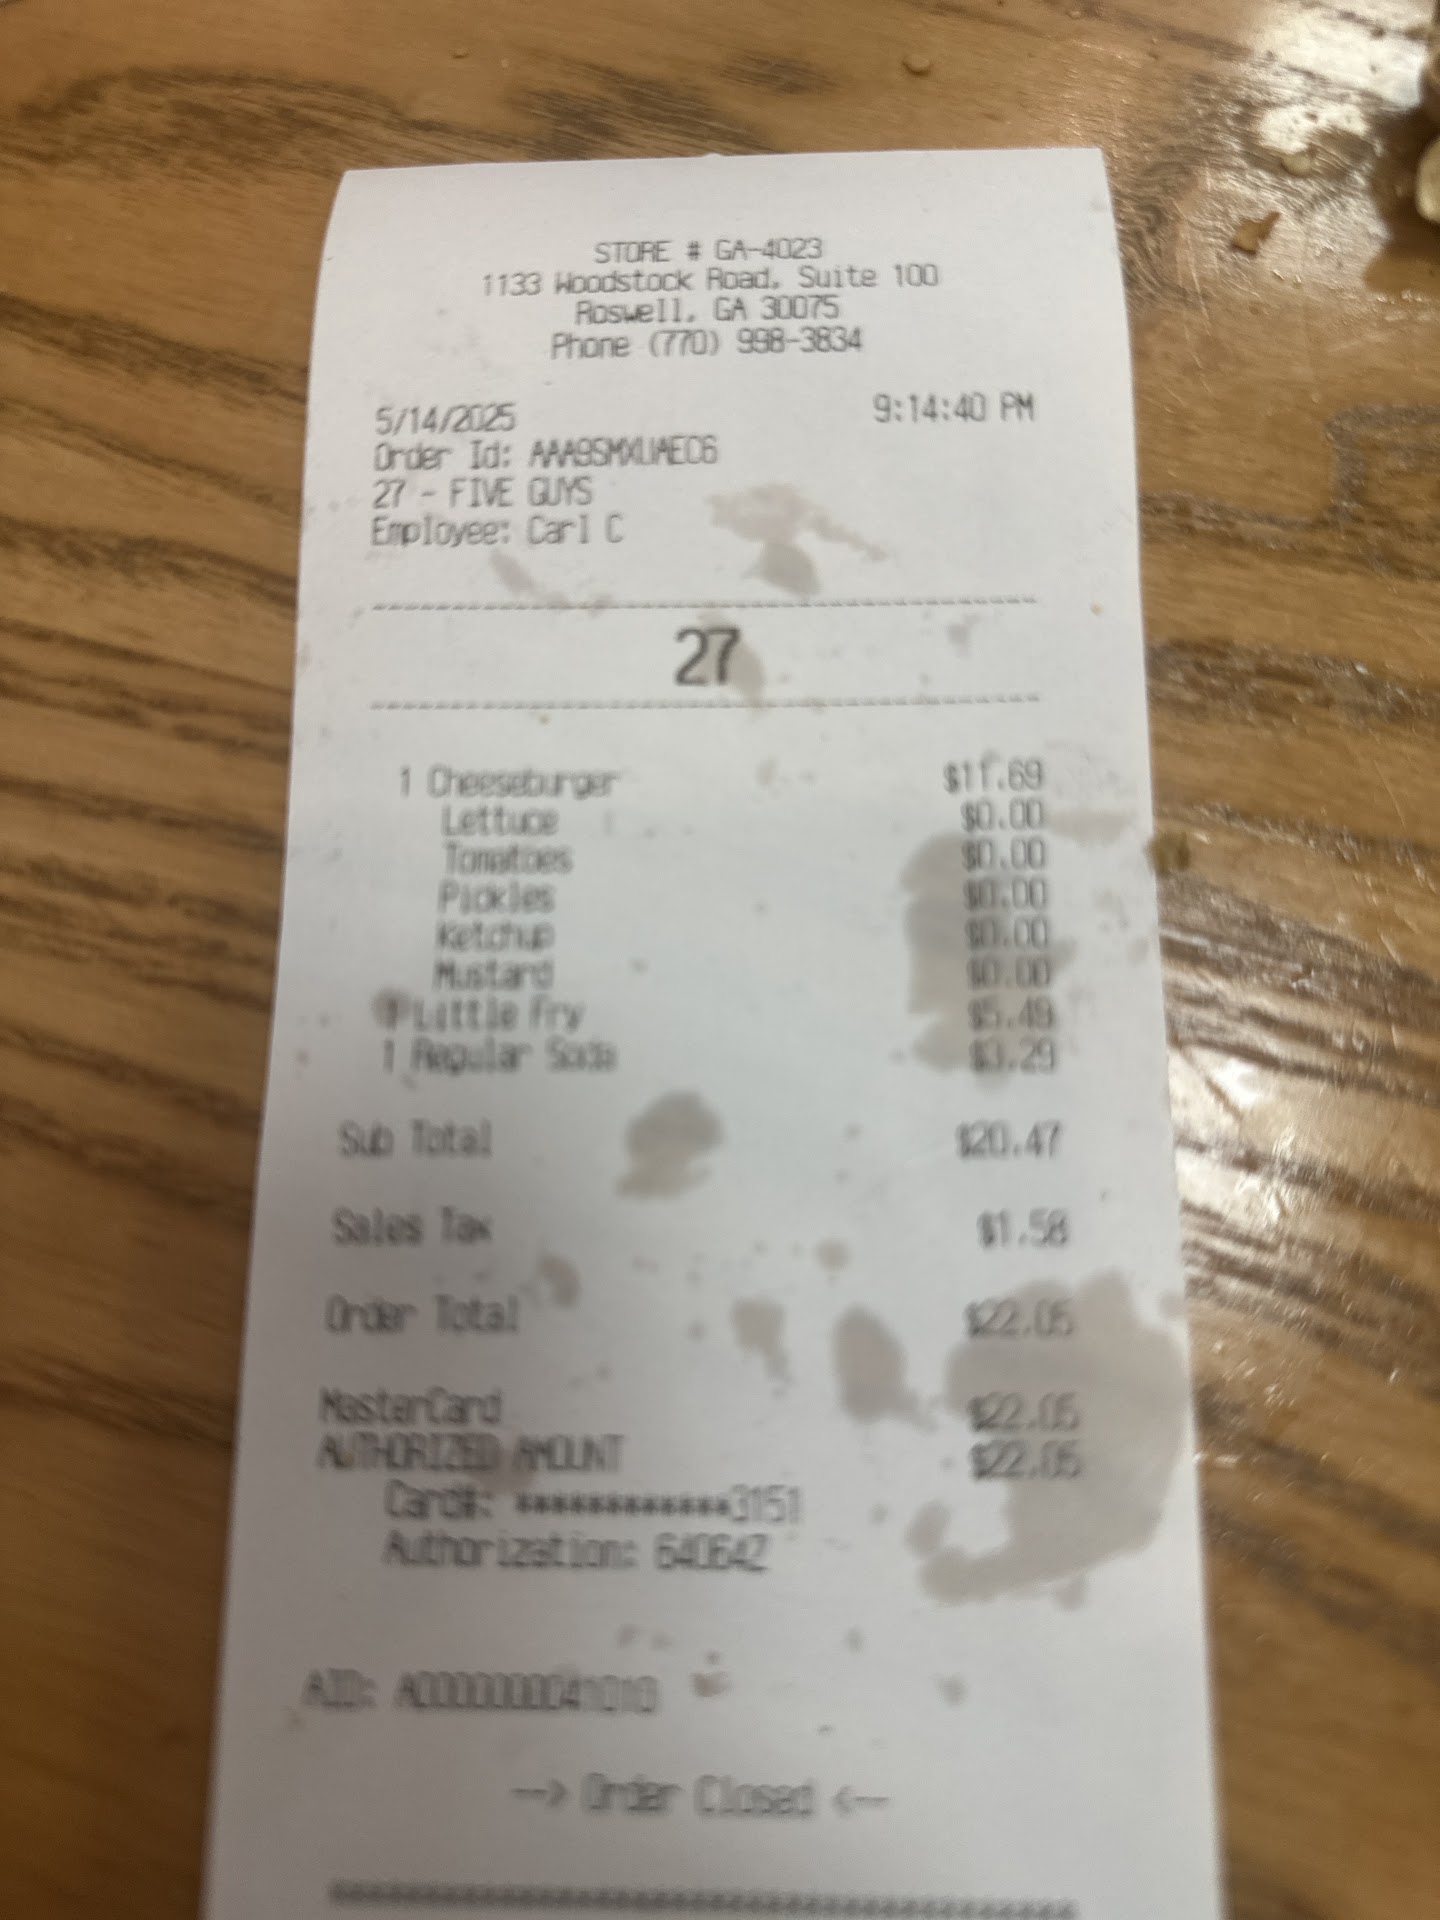 STORE # GA-4023
1133 Woodstock Road, Suite 100
Roswell, GA 30075
Phone (770) 998-3834
5/14/2025 9:14:40 PM
Order Id: AAA9SMXUAEC6
27 - FIVE GUYS
Employee: Carl C
27
1 Cheeseburger $11.69
Lettuce $0.00
Tomatoes $0.00
Pickles $0.00
Ketchup $0.00
Mustard $0.00
1 Little Fry $5.49
1 Regular Soda $3.29
Sub Total $20.47
Sales Tax $1.58
Order Total $22.05
MasterCard $22.05
AUTHORIZED AMOUNT $22.05
Card#: ************3151
Authorization: 64064Z
AID: A0000000041010
--> Order Closed <--